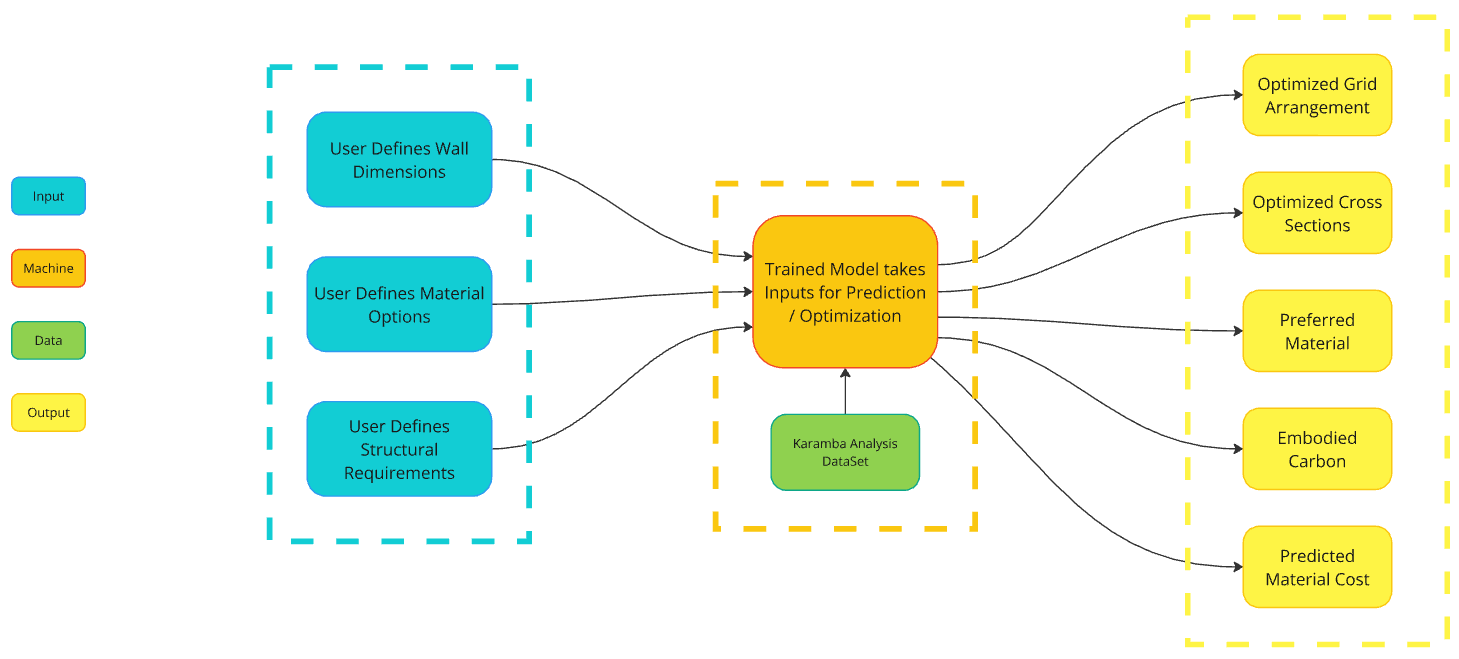 Input
Machine
Data
Output
User Defines Wall
Dimensions
User Defines Material
Options
User Defines
Structural
Requirements
Trained Model takes
Inputs for Prediction
/ Optimization
Karamba Analysis
DataSet
Optimized Grid
Arrangement
Optimized Cross
Sections
Preferred
Material
Embodied
Carbon
Predicted
Material Cost